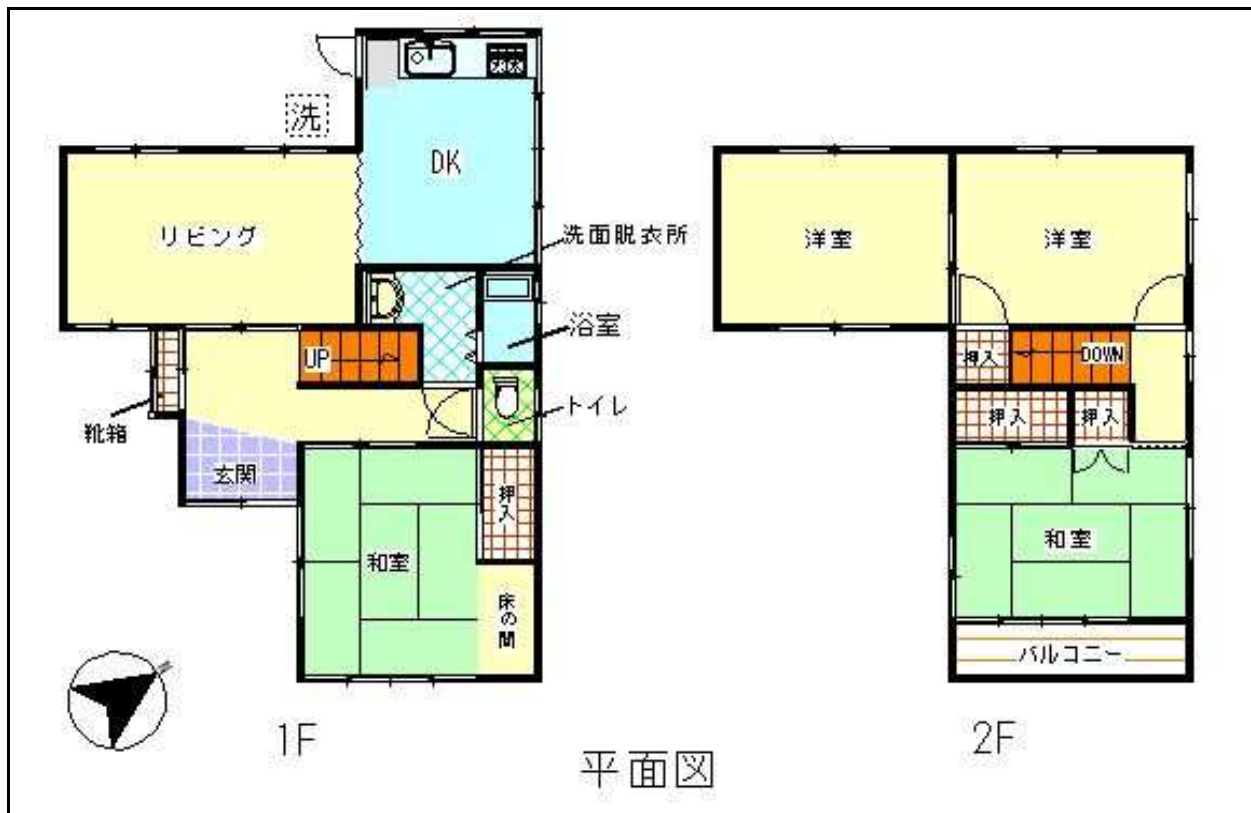 洗
DK
リビング
洗面脱衣所
浴室
UP
トイレ
靴箱
玄関
押入
和室
床の間
1F
洋室
洋室
押入
DOWN
押入
押入
和室
バルコニー
2F
平面図